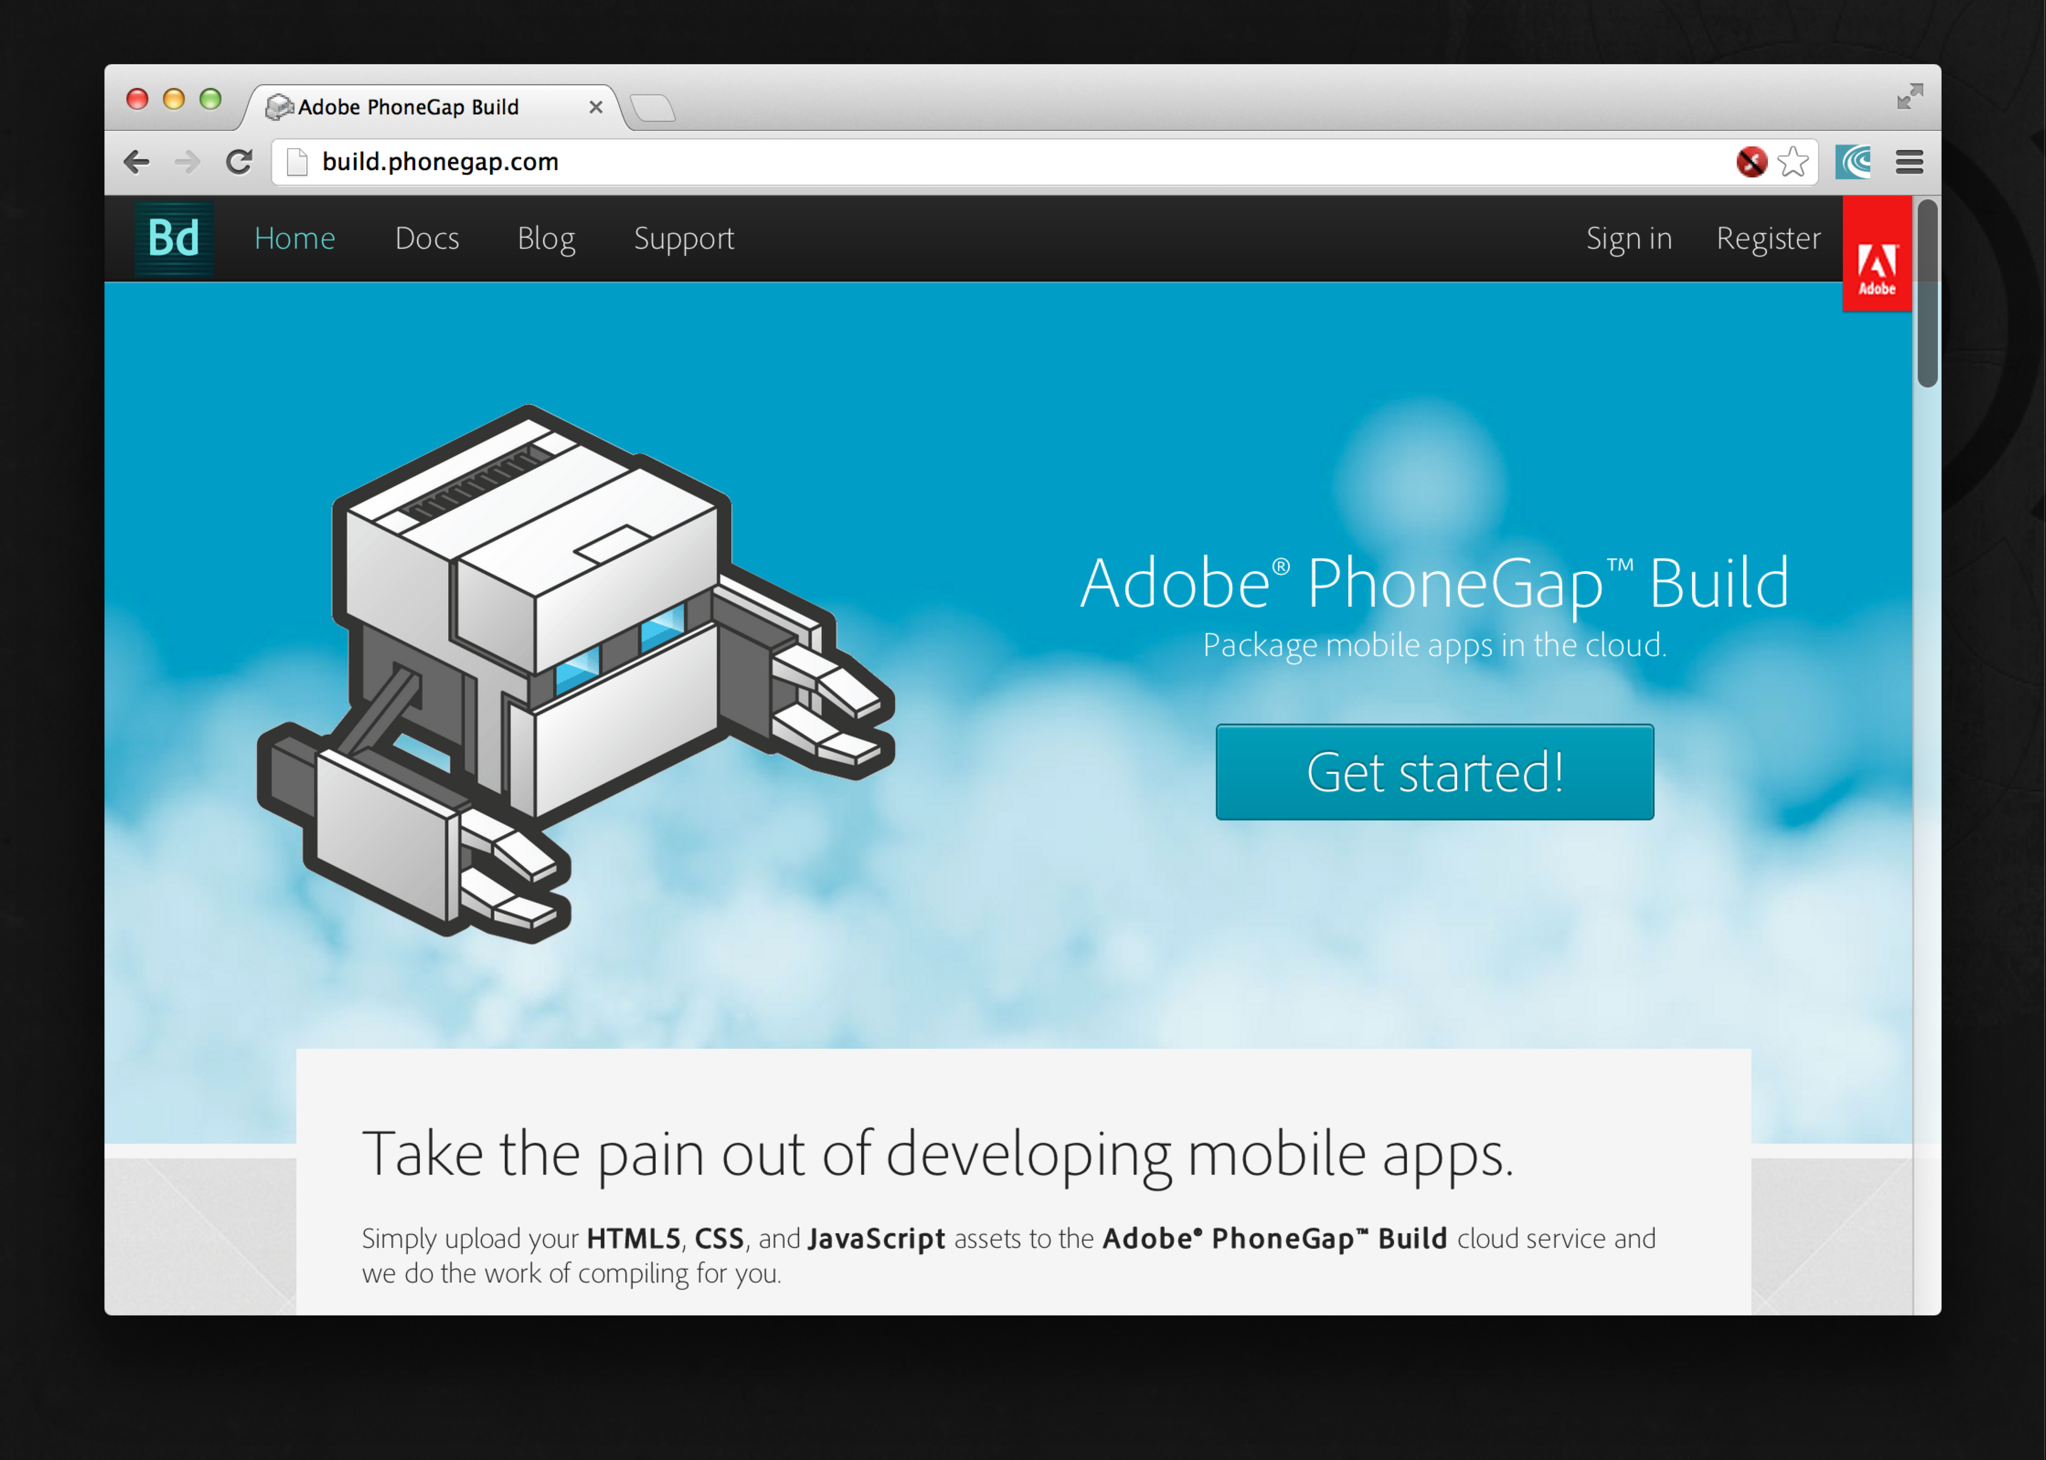 Adobe PhoneGap Build
build.phonegap.com
Bd
Home
Docs
Blog
Support
Sign in
Register
Adobe
Adobe® PhoneGap™ Build
Package mobile apps in the cloud.
Get started!
Take the pain out of developing mobile apps.
Simply upload your HTML5, CSS, and JavaScript assets to the Adobe® PhoneGap™ Build cloud service and
we do the work of compiling for you.